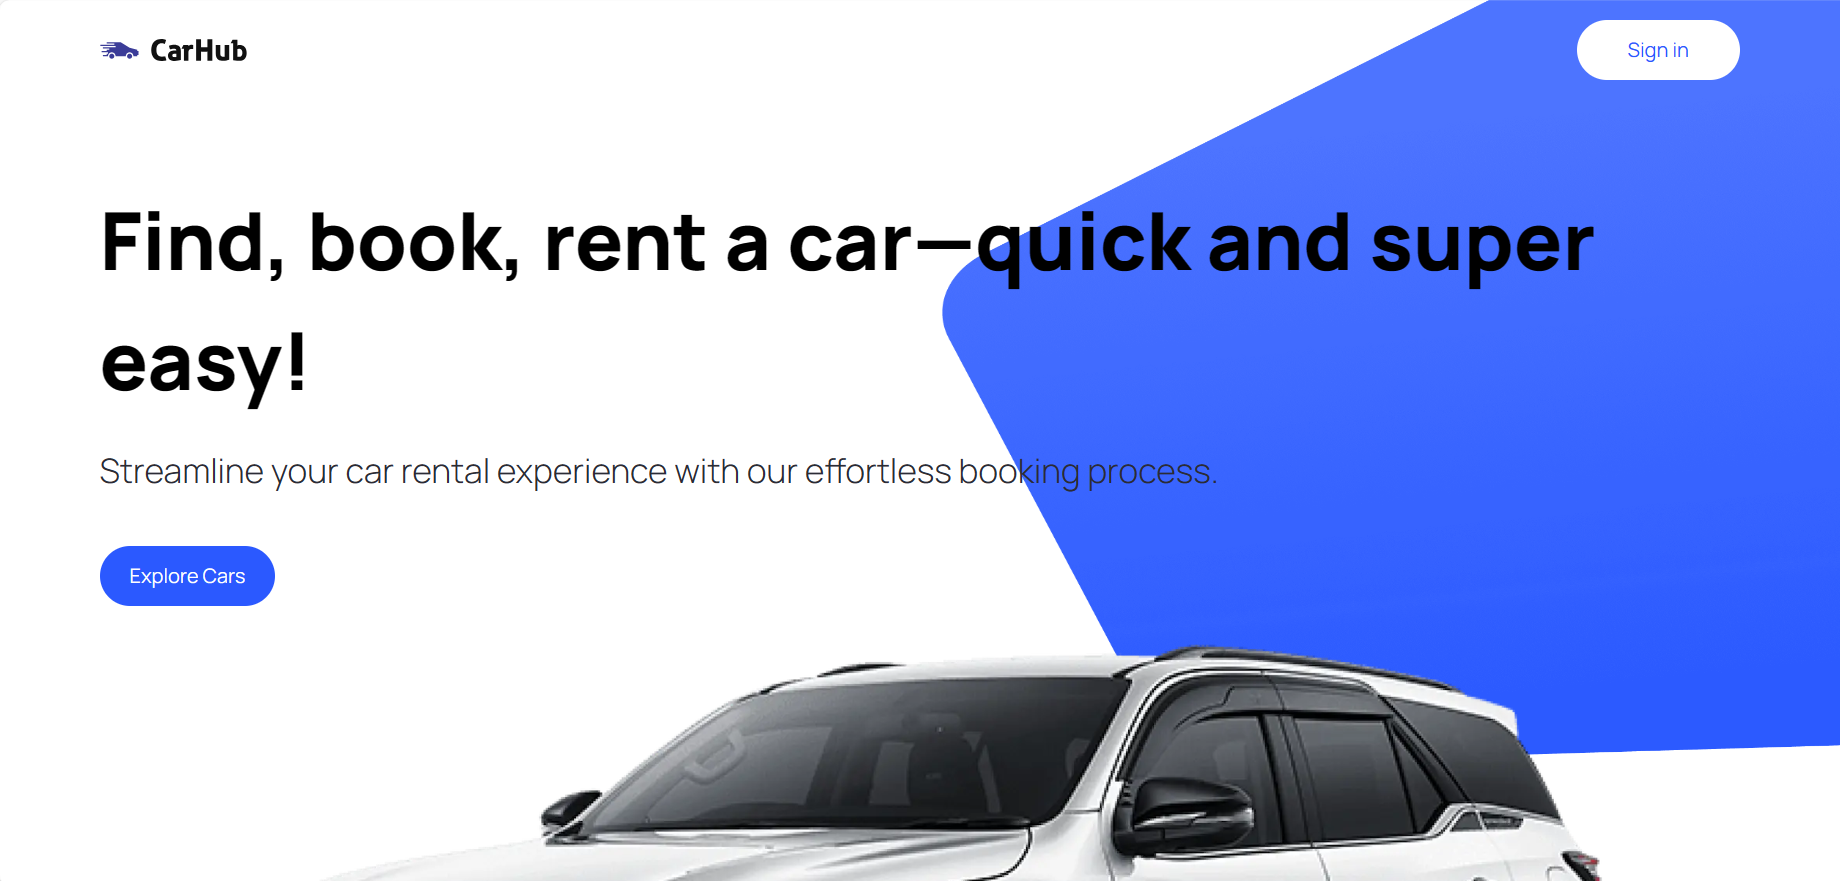 CarHub
Sign in
Find, book, rent a car—quick and super
easy!
Streamline your car rental experience with our effortless booking process.
Explore Cars